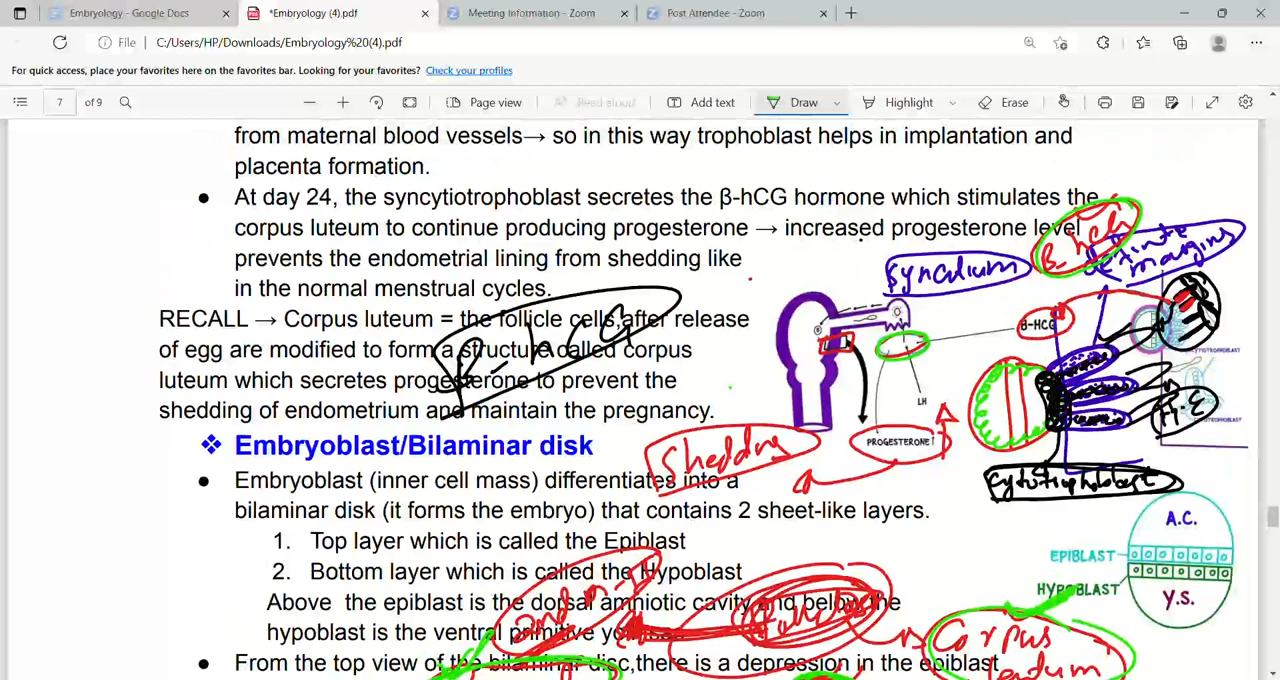 Embryology - Google Docs
*Embryology (4).pdf
Meeting Information - Zoom
Post Attendee - Zoom
File
C:/Users/HP/Downloads/Embryology%20(4).pdf
For quick access, place your favorites here on the favorites bar. Looking for your favorites? Check your profiles
7 of 9
Page view
Read aloud
Add text
Draw
Highlight
Erase
from maternal blood vessels→ so in this way trophoblast helps in implantation and
placenta formation.
● At day 24, the syncytiotrophoblast secretes the β-hCG hormone which stimulates the
corpus luteum to continue producing progesterone → increased progesterone level
prevents the endometrial lining from shedding like
in the normal menstrual cycles.
RECALL → Corpus luteum = the follicle cells,after release
of egg are modified to form a structure called corpus
luteum which secretes progesterone to prevent the
shedding of endometrium and maintain the pregnancy.
B-hCG
Syncitium
B-hCG
definite
margins
β-HCG
LH
PROGESTERONE↑
CYTOTROPHOBLAST
H.E
Shedding
Cytotrophoblast
❖ Embryoblast/Bilaminar disk
● Embryoblast (inner cell mass) differentiates into a
bilaminar disk (it forms the embryo) that contains 2 sheet-like layers.
1. Top layer which is called the Epiblast
2. Bottom layer which is called the Hypoblast
Above the epiblast is the dorsal amniotic cavity and below the
hypoblast is the ventral primitive
A.C.
EPIBLAST
HYPOBLAST
Y.S.
Corpus
luteum
● From the top view of the bilaminar disc,there is a depression in the epiblast